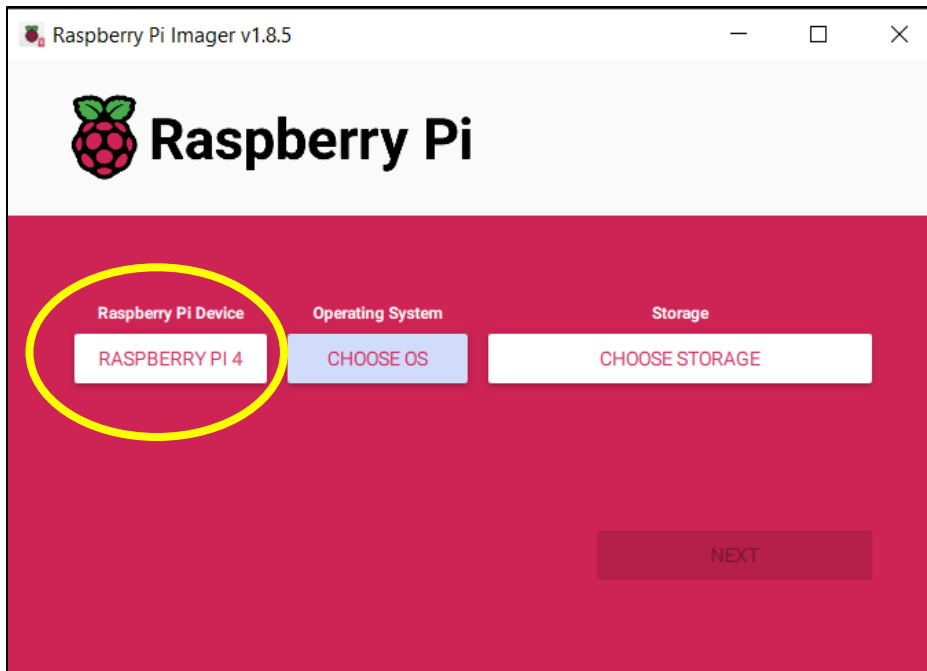 Raspberry Pi Imager v1.8.5
Raspberry Pi
Raspberry Pi Device
Operating System
Storage
RASPBERRY PI 4
CHOOSE OS
CHOOSE STORAGE
NEXT